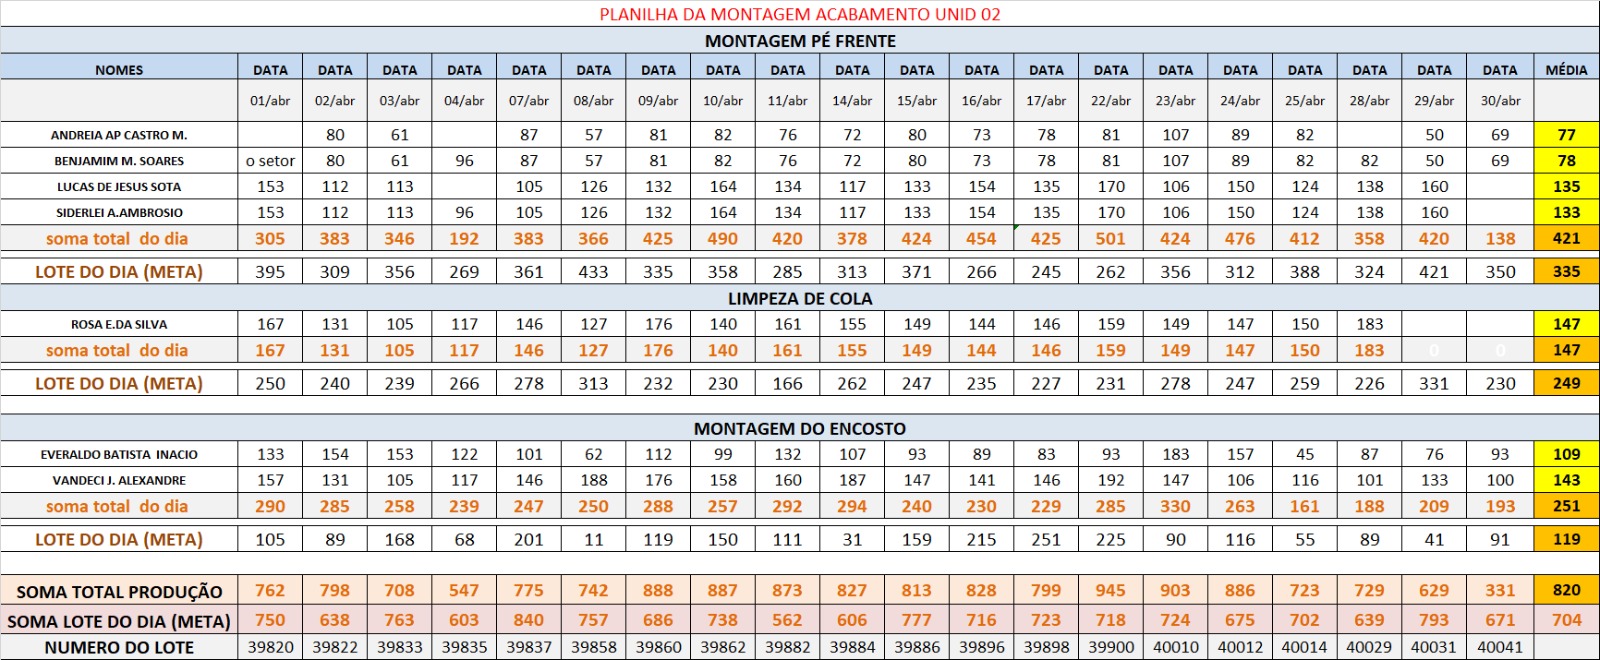 PLANILHA DA MONTAGEM ACABAMENTO UNID 02
MONTAGEM PÉ FRENTE
NOMES DATA DATA DATA DATA DATA DATA DATA DATA DATA DATA DATA DATA DATA DATA DATA DATA DATA DATA DATA DATA MÉDIA
01/abr 02/abr 03/abr 04/abr 07/abr 08/abr 09/abr 10/abr 11/abr 14/abr 15/abr 16/abr 17/abr 22/abr 23/abr 24/abr 25/abr 28/abr 29/abr 30/abr
ANDREIA AP CASTRO M. 80 61 87 57 81 82 76 72 80 73 78 81 107 89 82 50 69 77
BENJAMIM M. SOARES o setor 80 61 96 87 57 81 82 76 72 80 73 78 81 107 89 82 82 50 69 78
LUCAS DE JESUS SOTA 153 112 113 105 126 132 164 134 117 133 154 135 170 106 150 124 138 160 135
SIDERLEI A.AMBROSIO 153 112 113 96 105 126 132 164 134 117 133 154 135 170 106 150 124 138 160 133
soma total do dia 305 383 346 192 383 366 425 490 420 378 424 454 425 501 424 476 412 358 420 138 421
LOTE DO DIA (META) 395 309 356 269 361 433 335 358 285 313 371 266 245 262 356 312 388 324 421 350 335
LIMPEZA DE COLA
ROSA E.DA SILVA 167 131 105 117 146 127 176 140 161 155 149 144 146 159 149 147 150 183 147
soma total do dia 167 131 105 117 146 127 176 140 161 155 149 144 146 159 149 147 150 183 0 0 147
LOTE DO DIA (META) 250 240 239 266 278 313 232 230 166 262 247 235 227 231 278 247 259 226 331 230 249
MONTAGEM DO ENCOSTO
EVERALDO BATISTA INACIO 133 154 153 122 101 62 112 99 132 107 93 89 83 93 183 157 45 87 76 93 109
VANDECI J. ALEXANDRE 157 131 105 117 146 188 176 158 160 187 147 141 146 192 147 106 116 101 133 100 143
soma total do dia 290 285 258 239 247 250 288 257 292 294 240 230 229 285 330 263 161 188 209 193 251
LOTE DO DIA (META) 105 89 168 68 201 11 119 150 111 31 159 215 251 225 90 116 55 89 41 91 119
SOMA TOTAL PRODUÇÃO 762 798 708 547 775 742 888 887 873 827 813 828 799 945 903 886 723 729 629 331 820
SOMA LOTE DO DIA (META) 750 638 763 603 840 757 686 738 562 606 777 716 723 718 724 675 702 639 793 671 704
NUMERO DO LOTE 39820 39822 39833 39835 39837 39858 39860 39862 39882 39884 39886 39896 39898 39900 40010 40012 40014 40029 40031 40041